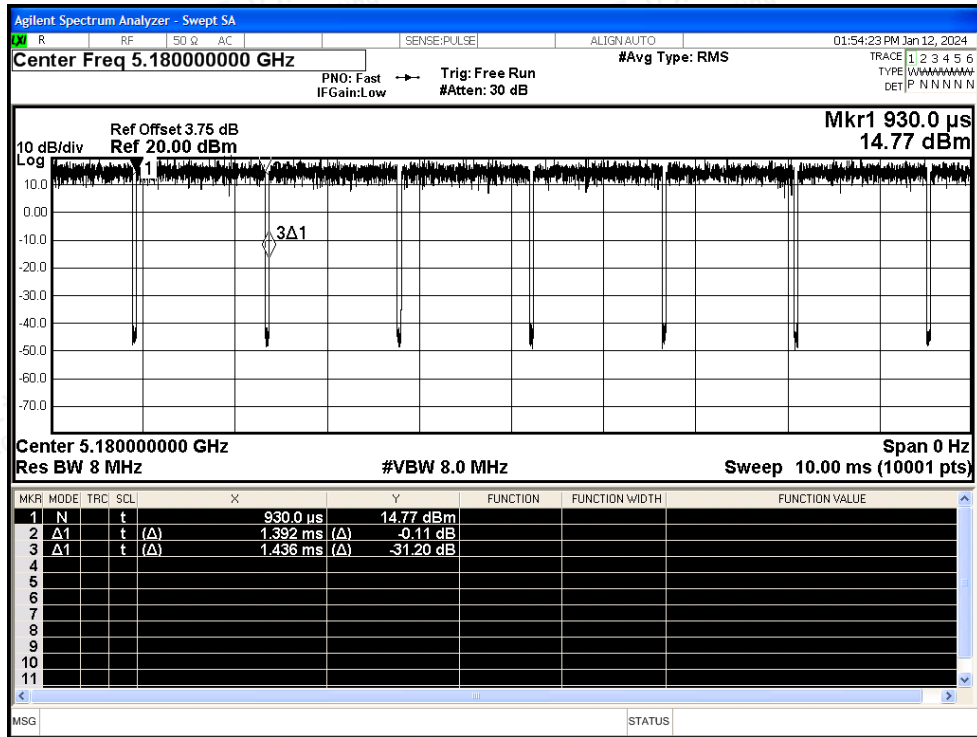 Agilent Spectrum Analyzer - Swept SA
LXI R RF 50 Ω AC SENSE:PULSE ALIGN AUTO 01:54:23 PM Jan 12, 2024
Center Freq 5.180000000 GHz
PNO: Fast
IFGain:Low
Trig: Free Run
#Atten: 30 dB
#Avg Type: RMS
TRACE 1 2 3 4 5 6
TYPE
DET P N N N N N
Mkr1 930.0 µs
14.77 dBm
Ref Offset 3.75 dB
10 dB/div Ref 20.00 dBm
Log
1
10.0
0.00
3Δ1
-10.0
-20.0
-30.0
-40.0
-50.0
-60.0
-70.0
Center 5.180000000 GHz Span 0 Hz
Res BW 8 MHz #VBW 8.0 MHz Sweep 10.00 ms (10001 pts)
MKR MODE TRC SCL X Y FUNCTION FUNCTION WIDTH FUNCTION VALUE
1 N t 930.0 µs 14.77 dBm
2 Δ1 t (Δ) 1.392 ms (Δ) -0.11 dB
3 Δ1 t (Δ) 1.436 ms (Δ) -31.20 dB
4
5
6
7
8
9
10
11
MSG STATUS